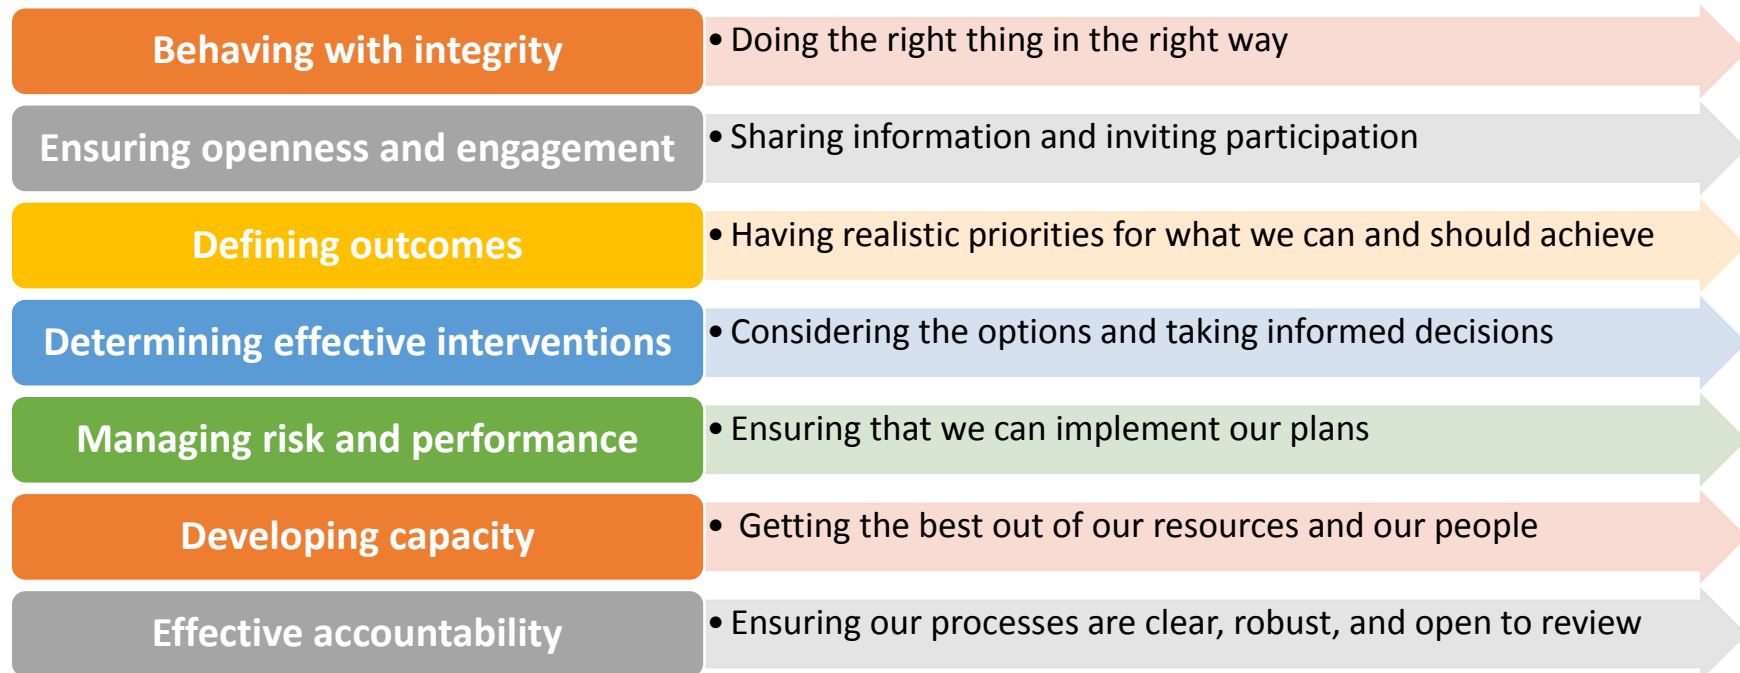 Behaving with integrity
• Doing the right thing in the right way
Ensuring openness and engagement
• Sharing information and inviting participation
Defining outcomes
• Having realistic priorities for what we can and should achieve
Determining effective interventions
• Considering the options and taking informed decisions
Managing risk and performance
• Ensuring that we can implement our plans
Developing capacity
• Getting the best out of our resources and our people
Effective accountability
• Ensuring our processes are clear, robust, and open to review